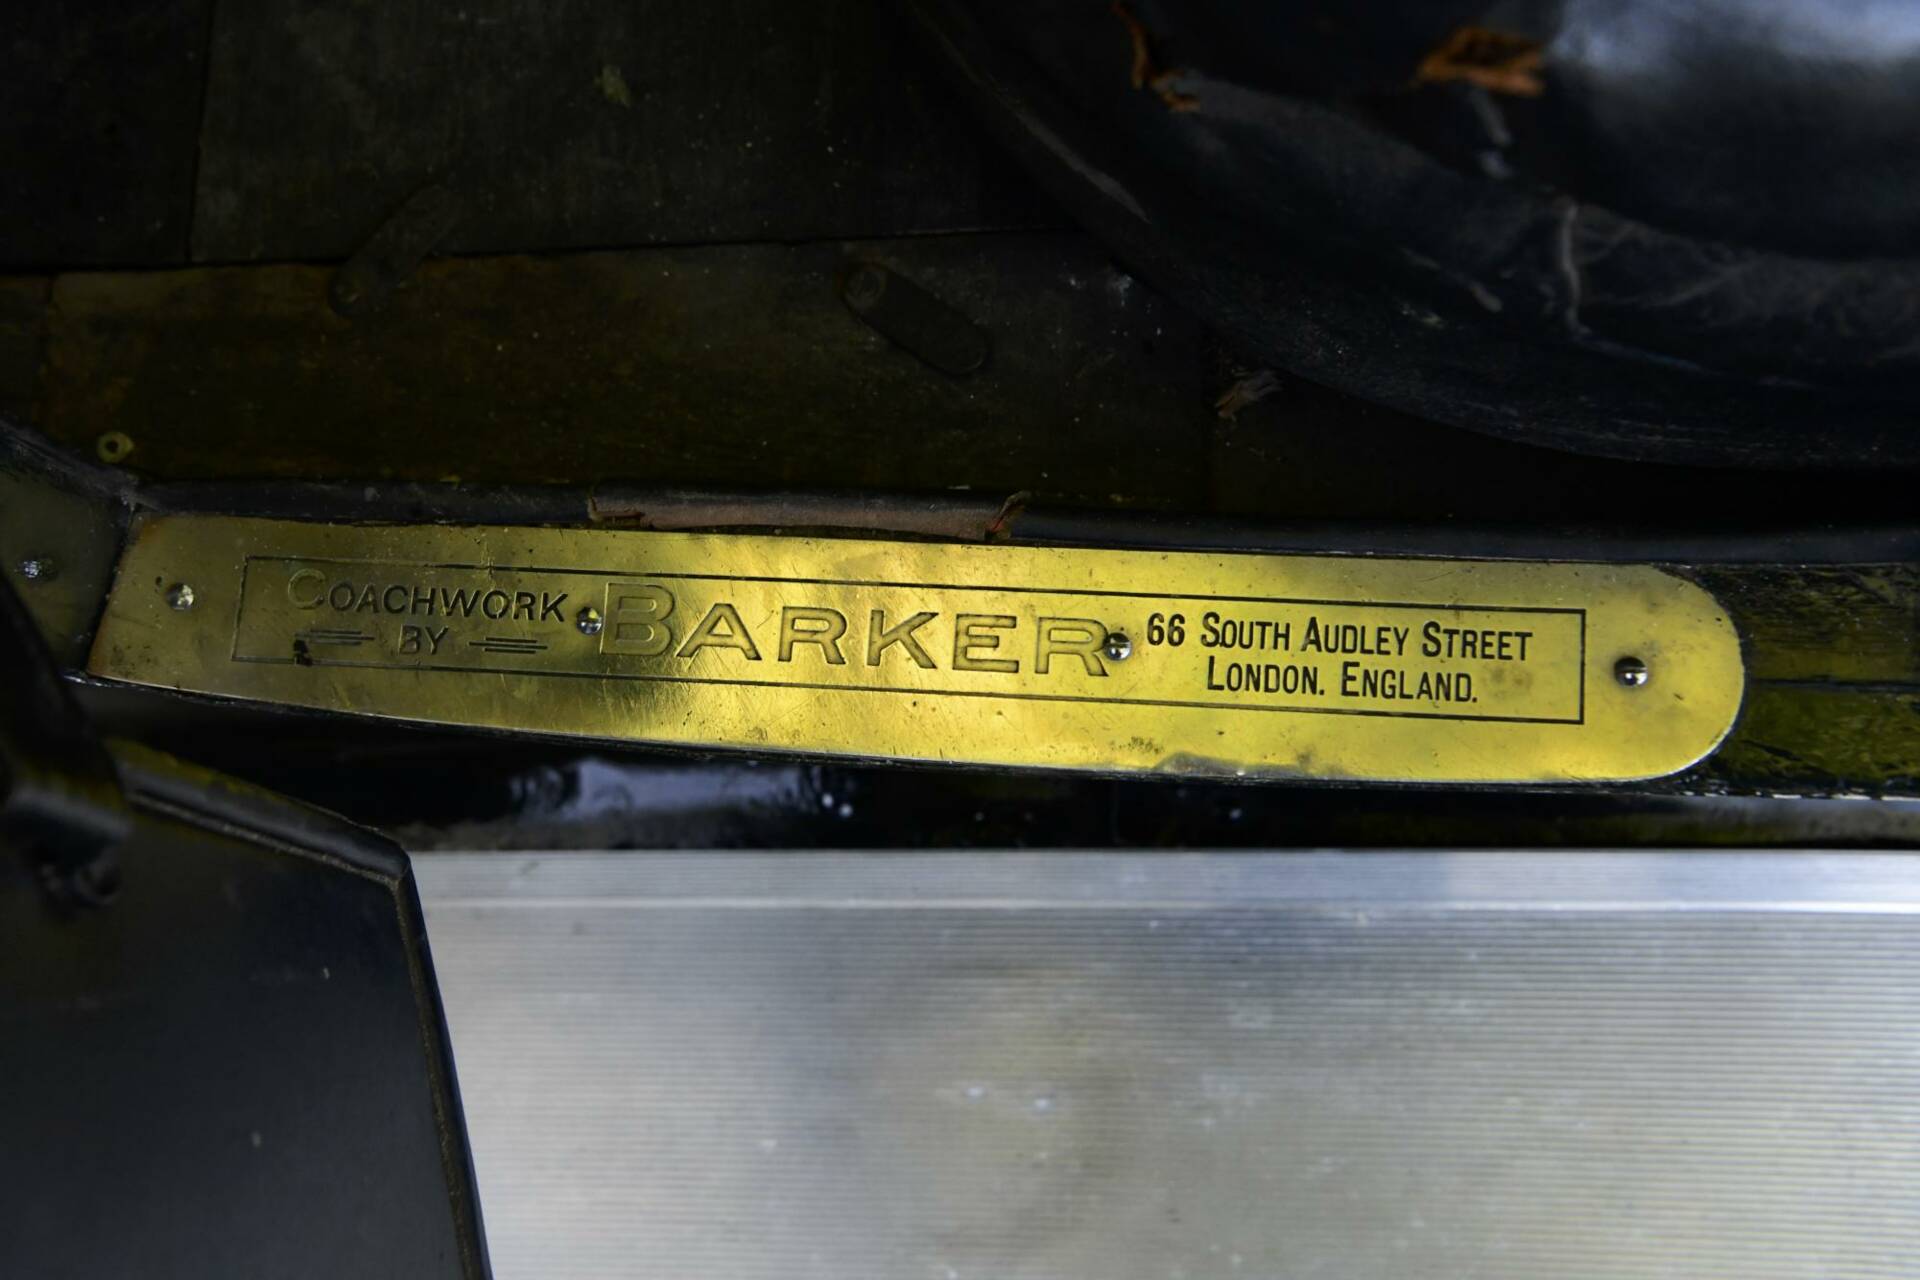 COACHWORK
BY
BARKER
66 SOUTH AUDLEY STREET
LONDON. ENGLAND.